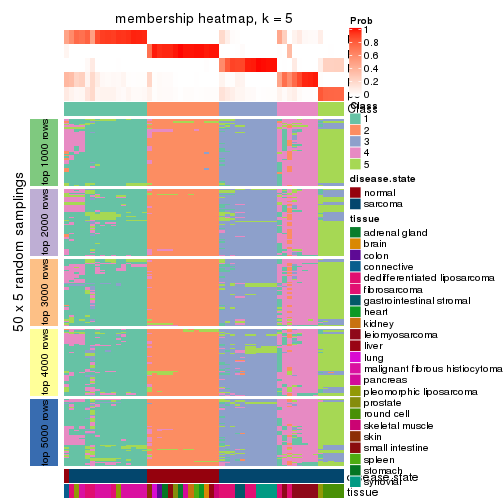 membership heatmap, k = 5
50 x 5 random samplings
top 1000 rows
top 2000 rows
top 3000 rows
top 4000 rows
top 5000 rows
Prob
1
0.8
0.6
0.4
0.2
0
Class
Class
1
2
3
4
5
disease.state
normal
sarcoma
tissue
adrenal gland
brain
colon
connective
dedifferentiated liposarcoma
fibrosarcoma
gastrointestinal stromal
heart
kidney
leiomyosarcoma
liver
lung
malignant fibrous histiocytoma
pancreas
pleomorphic liposarcoma
prostate
round cell
skeletal muscle
skin
small intestine
spleen
stomach
synovial
disease.state
tissue